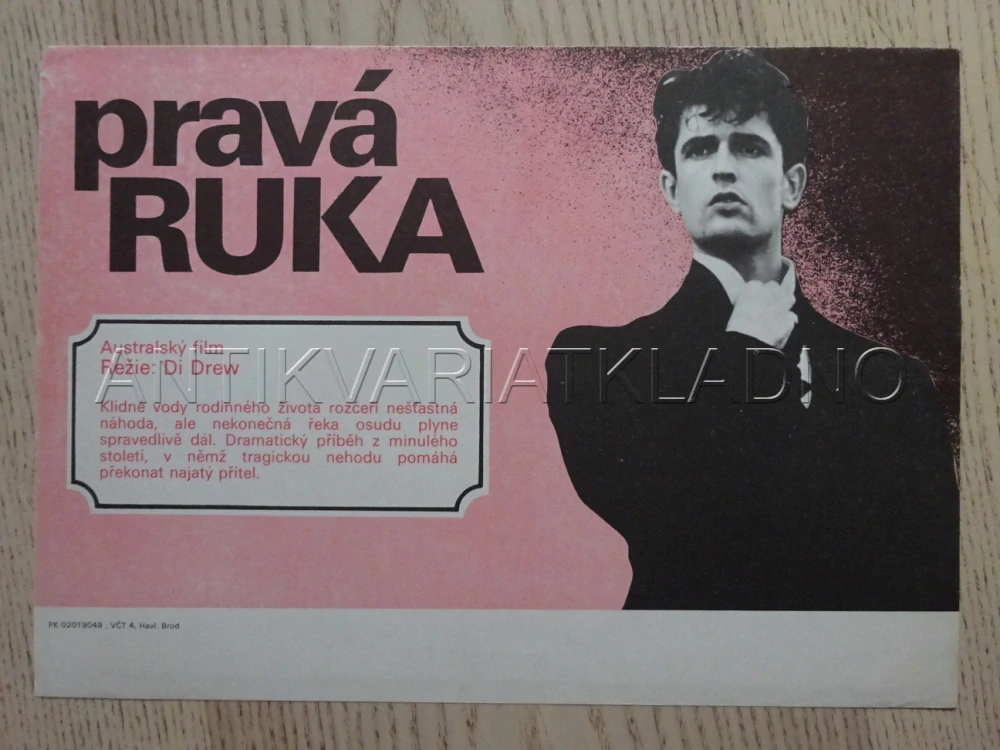 pravá
RUKA
Australský film
Režie: Di Drew
ANTIKVARIATKLADNO
Klidné vody rodinného života rozčeří nešťastná
náhoda, ale nekonečná řeka osudu plyne
spravedlivě dál. Dramatický příběh z minulého
století, v němž tragickou nehodu pomáhá
překonat najatý přítel.
PK 02019049 , VČT 4, Havl. Brod